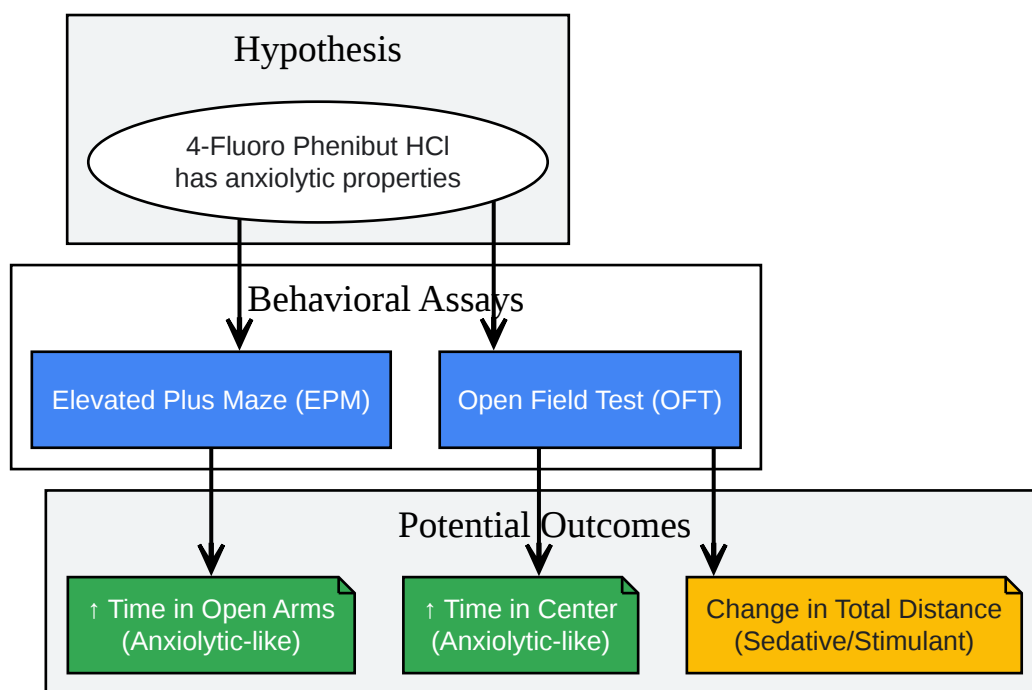 Hypothesis
4-Fluoro Phenibut HCl
has anxiolytic properties
Behavioral Assays
Elevated Plus Maze (EPM)
Open Field Test (OFT)
Potential Outcomes
↑ Time in Open Arms
(Anxiolytic-like)
↑ Time in Center
(Anxiolytic-like)
Change in Total Distance
(Sedative/Stimulant)